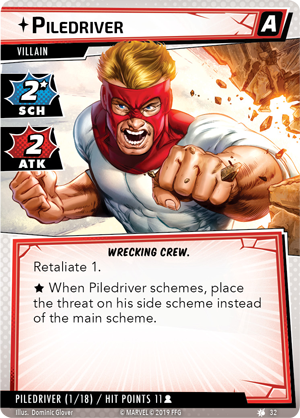 PILEDRIVER
A
VILLAIN
2★
SCH
2
ATK
WRECKING CREW.
Retaliate 1.
★ When Piledriver schemes, place
the threat on his side scheme instead
of the main scheme.
PILEDRIVER (1/18) / HIT POINTS 11
Illus. Dominic Glover © MARVEL © 2019 FFG 32